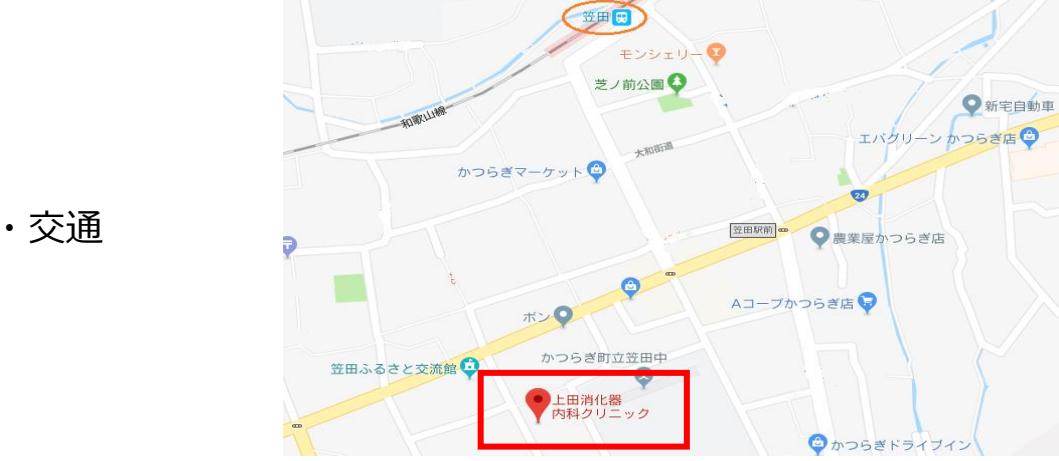 笠田
モンシェリー
芝ノ前公園
新宅自動車
和歌山線
エバグリーン かつらぎ店
大和街道
かつらぎマーケット
24
・交通
笠田駅前
農業屋かつらぎ店
Aコープかつらぎ店
ボン
かつらぎ町立笠田中
笠田ふるさと交流館
上田消化器
内科クリニック
かつらぎドライブイン